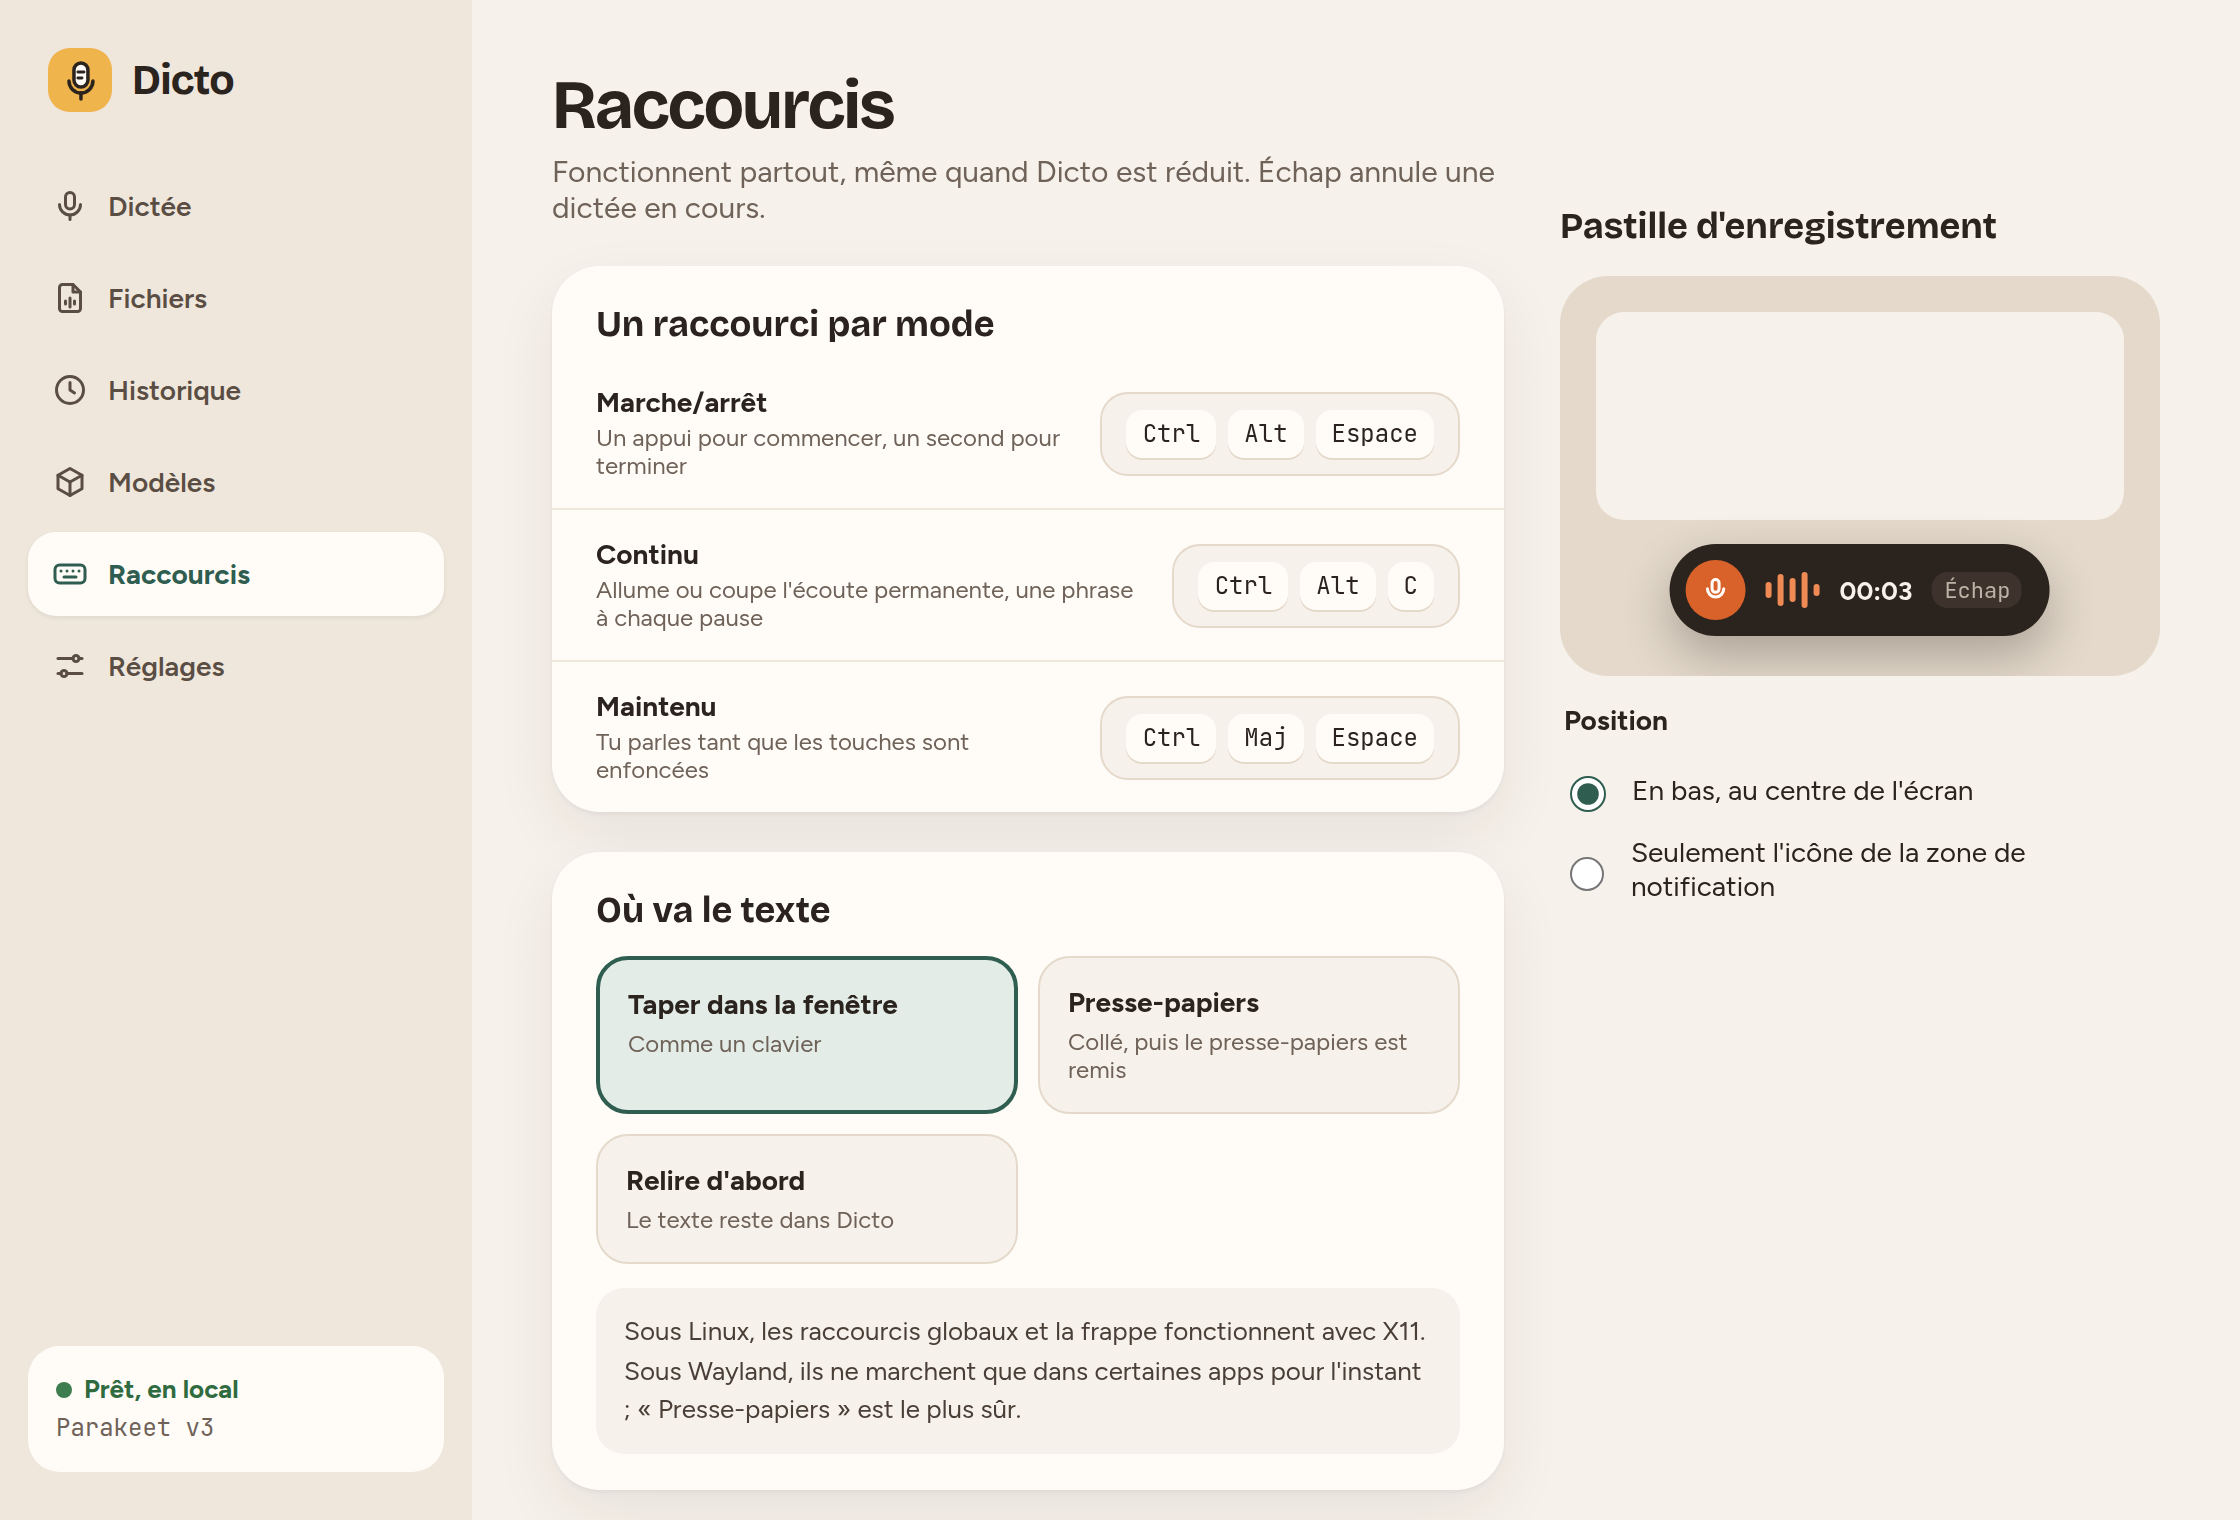 Dicto
Dictée
Fichiers
Historique
Modèles
Raccourcis
Réglages
Prêt, en local
Parakeet v3
Raccourcis
Fonctionnent partout, même quand Dicto est réduit. Échap annule une
dictée en cours.
Un raccourci par mode
Marche/arrêt
Un appui pour commencer, un second pour
terminer
Ctrl Alt Espace
Continu
Allume ou coupe l'écoute permanente, une phrase
à chaque pause
Ctrl Alt C
Maintenu
Tu parles tant que les touches sont
enfoncées
Ctrl Maj Espace
Où va le texte
Taper dans la fenêtre
Comme un clavier
Presse-papiers
Collé, puis le presse-papiers est
remis
Relire d'abord
Le texte reste dans Dicto
Sous Linux, les raccourcis globaux et la frappe fonctionnent avec X11.
Sous Wayland, ils ne marchent que dans certaines apps pour l'instant
; « Presse-papiers » est le plus sûr.
Pastille d'enregistrement
00:03 Échap
Position
En bas, au centre de l'écran
Seulement l'icône de la zone de
notification